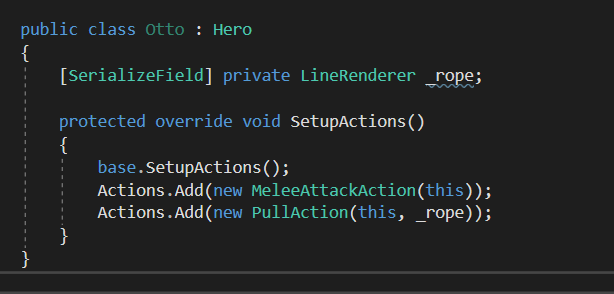 public class Otto : Hero
{
[SerializeField] private LineRenderer _rope;
protected override void SetupActions()
{
base.SetupActions();
Actions.Add(new MeleeAttackAction(this));
Actions.Add(new PullAction(this, _rope));
}
}